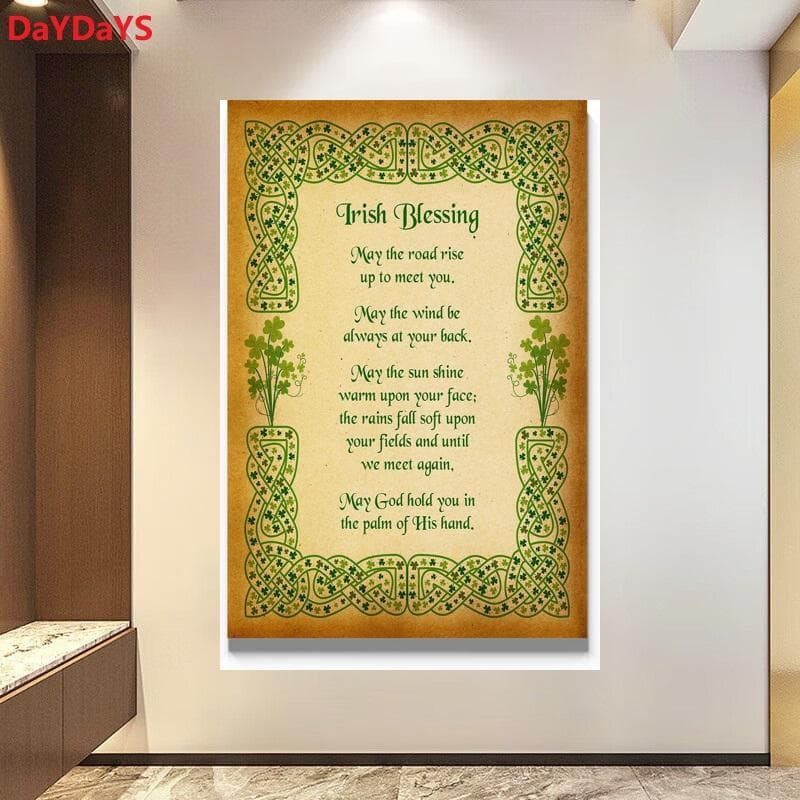 DaYDaYS
Irish Blessing
May the road rise
up to meet you.
May the wind be
always at your back.
May the sun shine
warm upon your face;
the rains fall soft upon
your fields and until
we meet again,
May God hold you in
the palm of His hand.